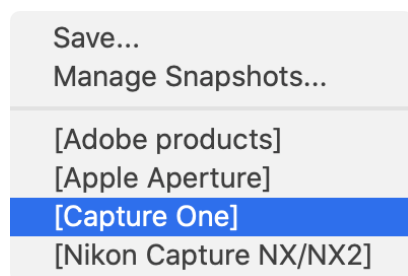 Save...
Manage Snapshots...
[Adobe products]
[Apple Aperture]
[Capture One]
[Nikon Capture NX/NX2]